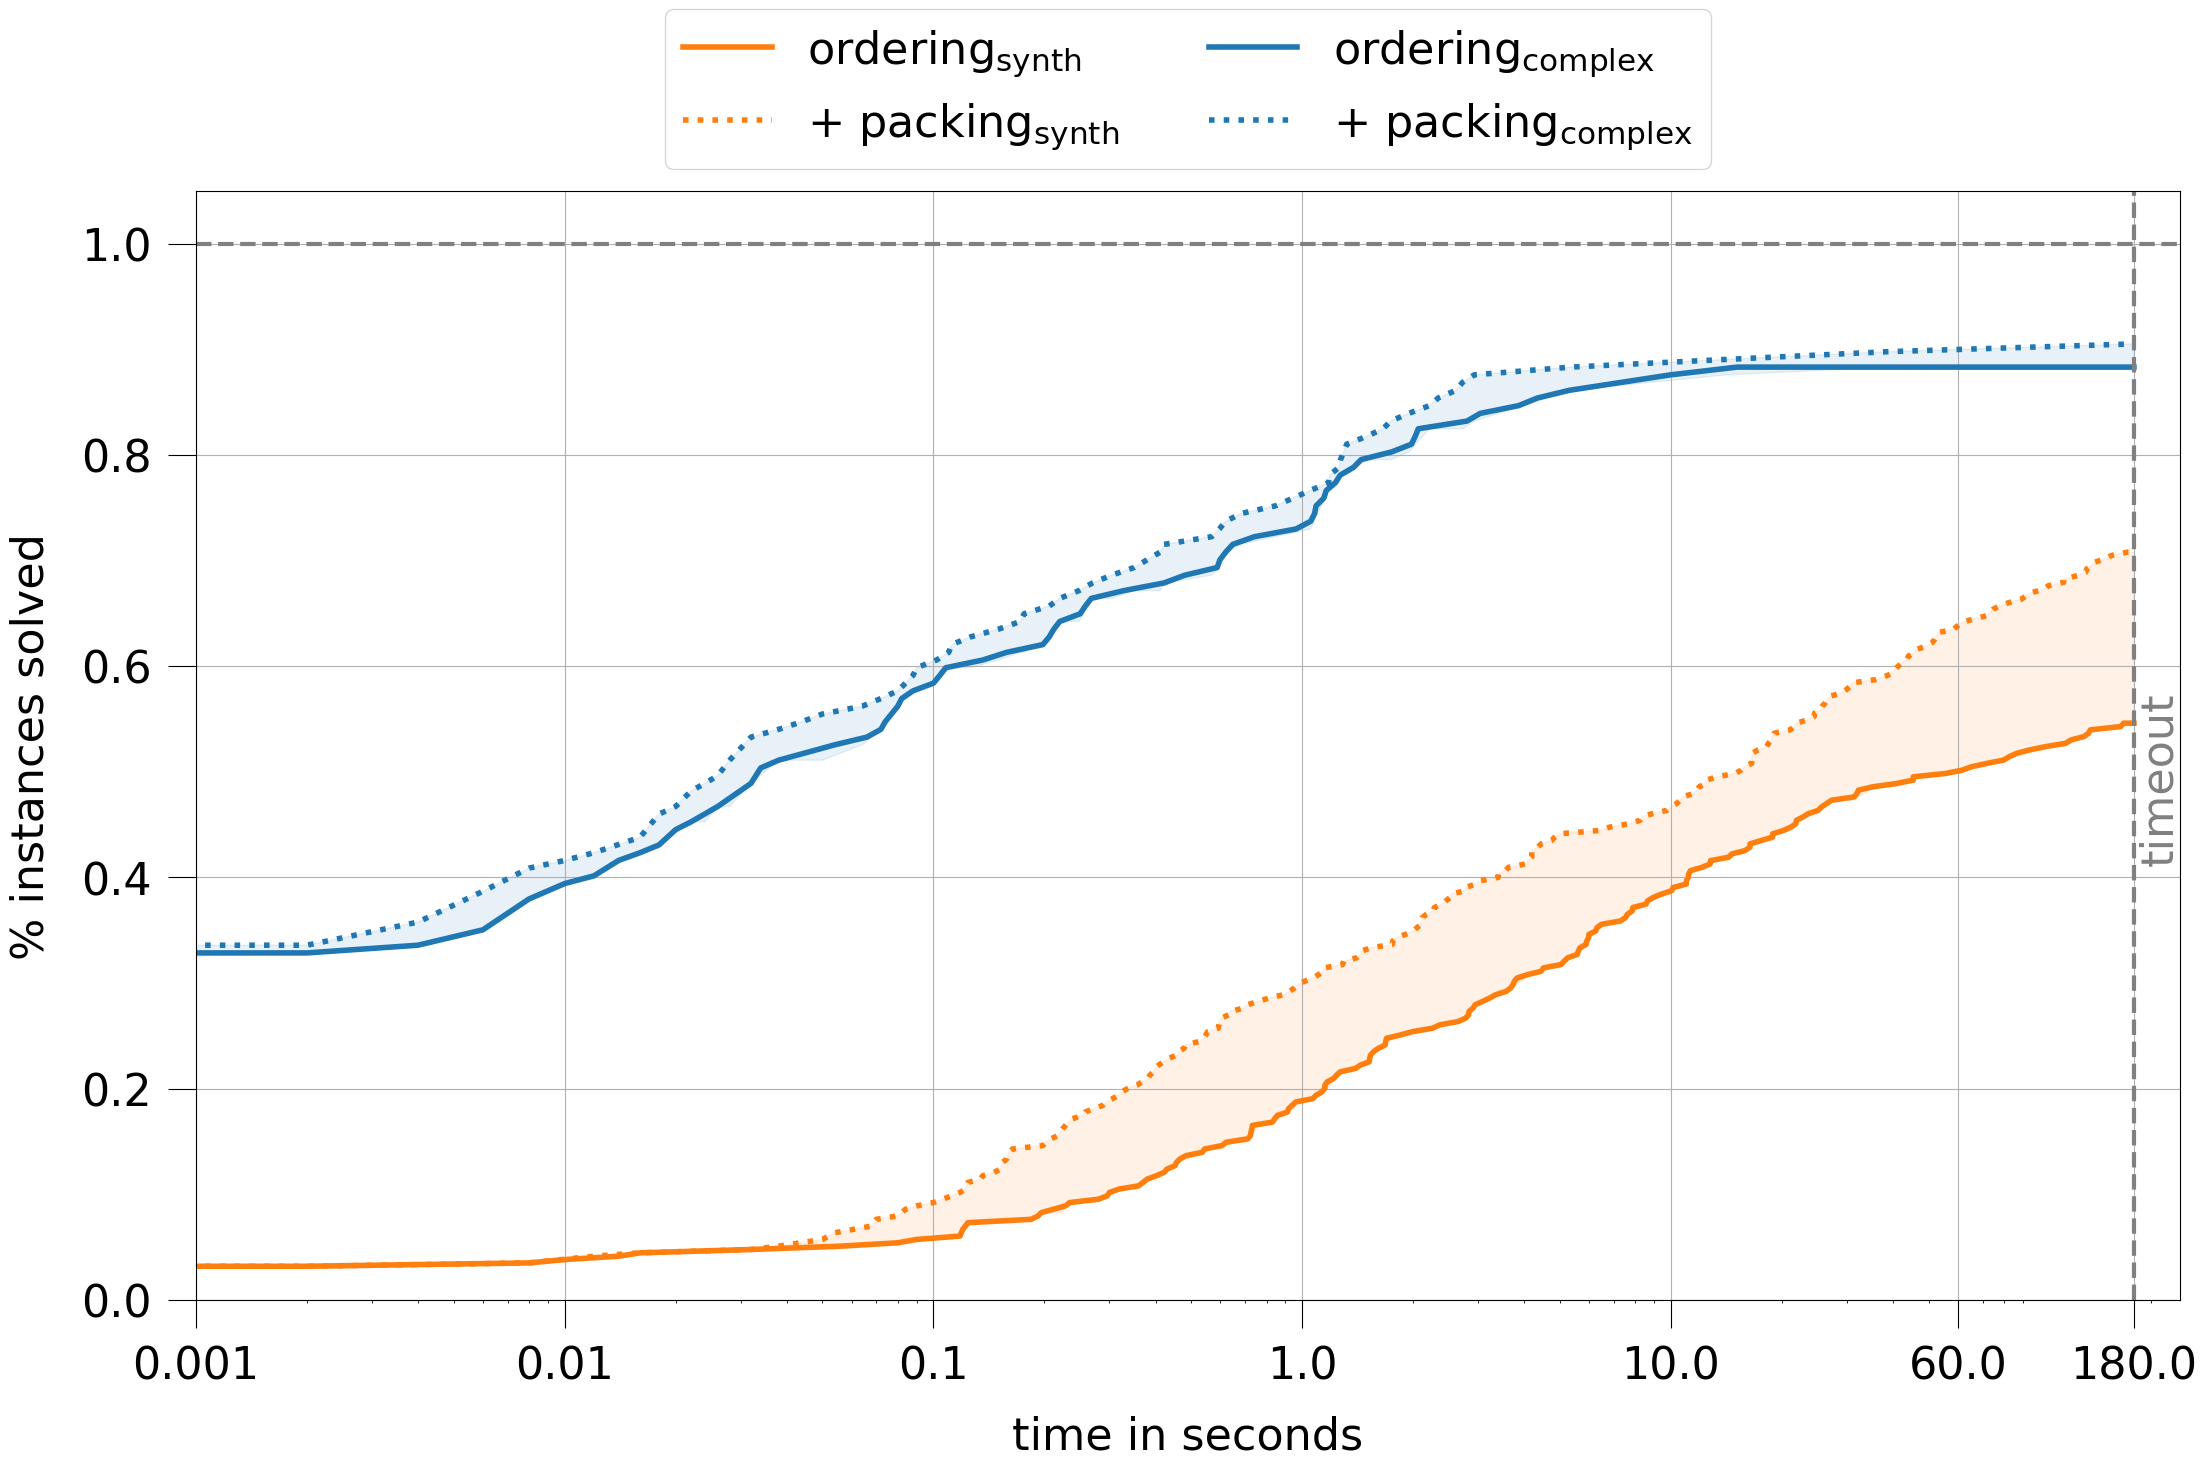 ordering_synth ordering_complex
+ packing_synth + packing_complex
% instances solved
1.0
0.8
0.6
0.4
0.2
0.0
timeout
0.001 0.01 0.1 1.0 10.0 60.0 180.0
time in seconds